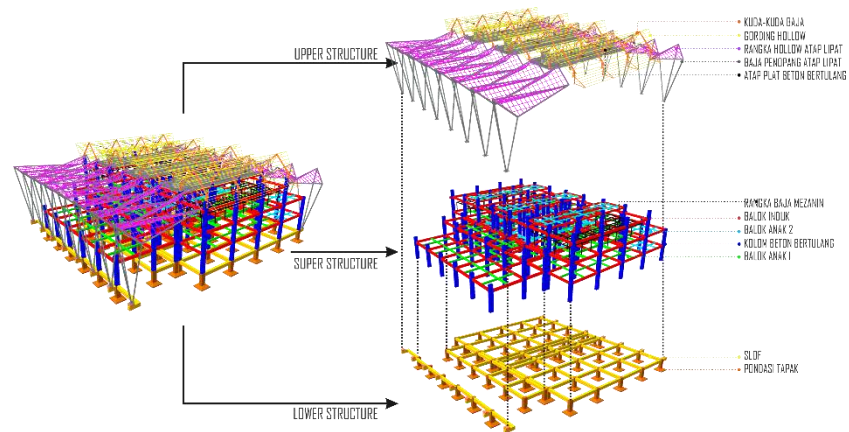 UPPER STRUCTURE
KUDA-KUDA BAJA
GORDING HOLLOW
RANGKA HOLLOW ATAP LIPAT
BAJA PENOPANG ATAP LIPAT
ATAP PLAT BETON BERTULANG
SUPER STRUCTURE
RANGKA BAJA MEZANIN
BALOK INDUK
BALOK ANAK 2
KOLOM BETON BERTULANG
BALOK ANAK 1
LOWER STRUCTURE
SLOF
PONDASI TAPAK